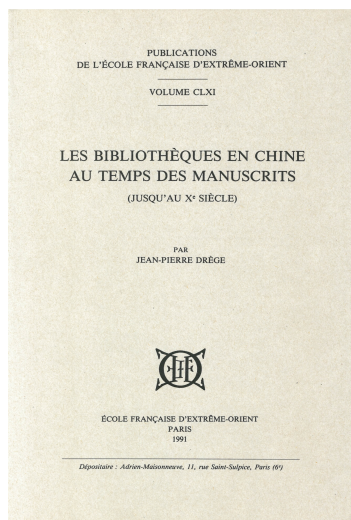 PUBLICATIONS
DE L'ÉCOLE FRANÇAISE D'EXTRÊME-ORIENT
VOLUME CLXI
LES BIBLIOTHÈQUES EN CHINE
AU TEMPS DES MANUSCRITS
(JUSQU'AU Xᵉ SIÈCLE)
PAR
JEAN-PIERRE DRÈGE
ÉCOLE FRANÇAISE D'EXTRÊME-ORIENT
PARIS
1991
Dépositaire : Adrien-Maisonneuve, 11, rue Saint-Sulpice, Paris (6ᵉ)